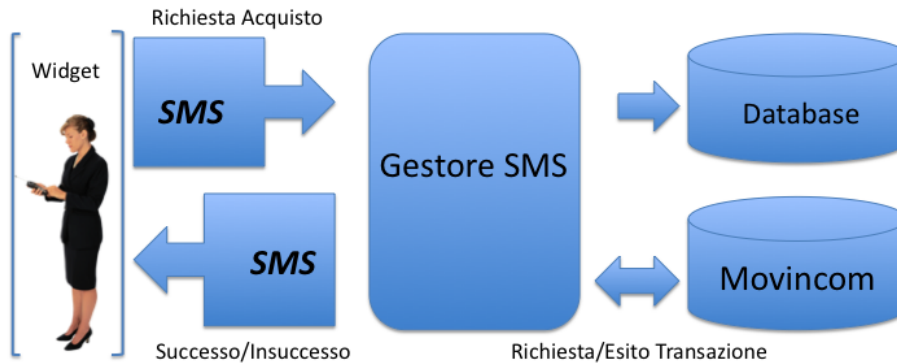 Richiesta Acquisto
Widget
SMS
Gestore SMS
Database
SMS
Movincom
Successo/Insuccesso
Richiesta/Esito Transazione